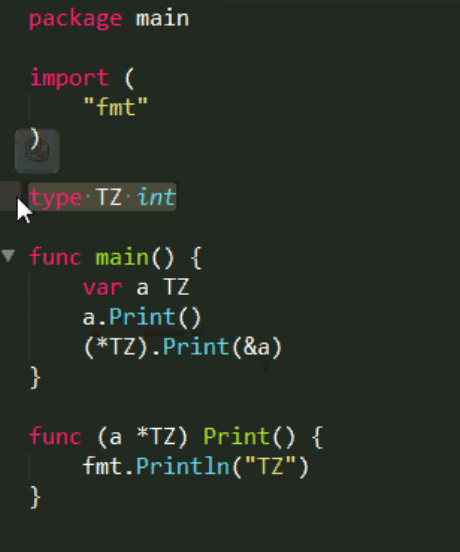 package main
import (
"fmt"
)
type TZ int
func main() {
var a TZ
a.Print()
(*TZ).Print(&a)
}
func (a *TZ) Print() {
fmt.Println("TZ")
}